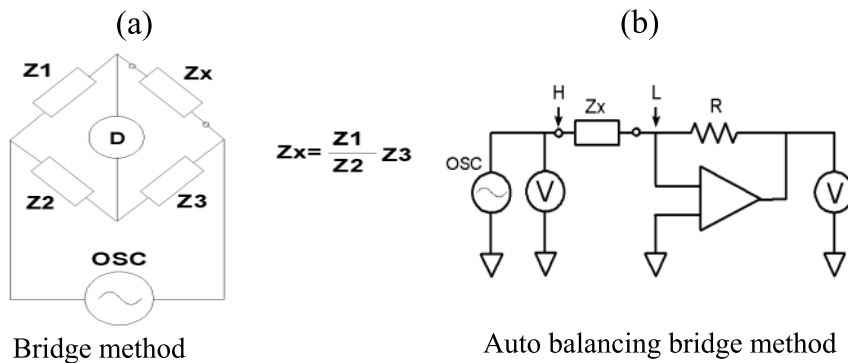 (a)
Z1
Zx
D
Z2
Z3
OSC
Zx= Z1/Z2 Z3
Bridge method
(b)
H
Zx
L
R
OSC
V
V
Auto balancing bridge method